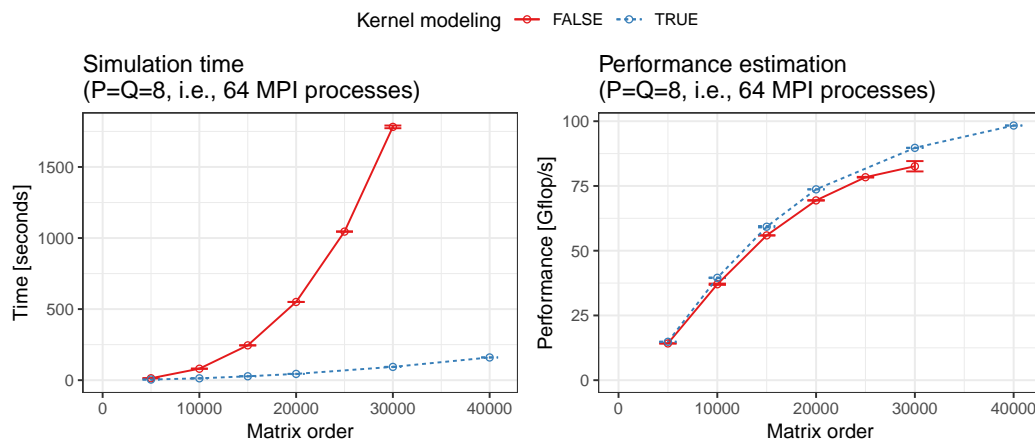 Kernel modeling FALSE TRUE
Simulation time
(P=Q=8, i.e., 64 MPI processes)
Time [seconds]
1500
1000
500
0
0 10000 20000 30000 40000
Matrix order
Performance estimation
(P=Q=8, i.e., 64 MPI processes)
Performance [Gflop/s]
100
75
50
25
0
0 10000 20000 30000 40000
Matrix order